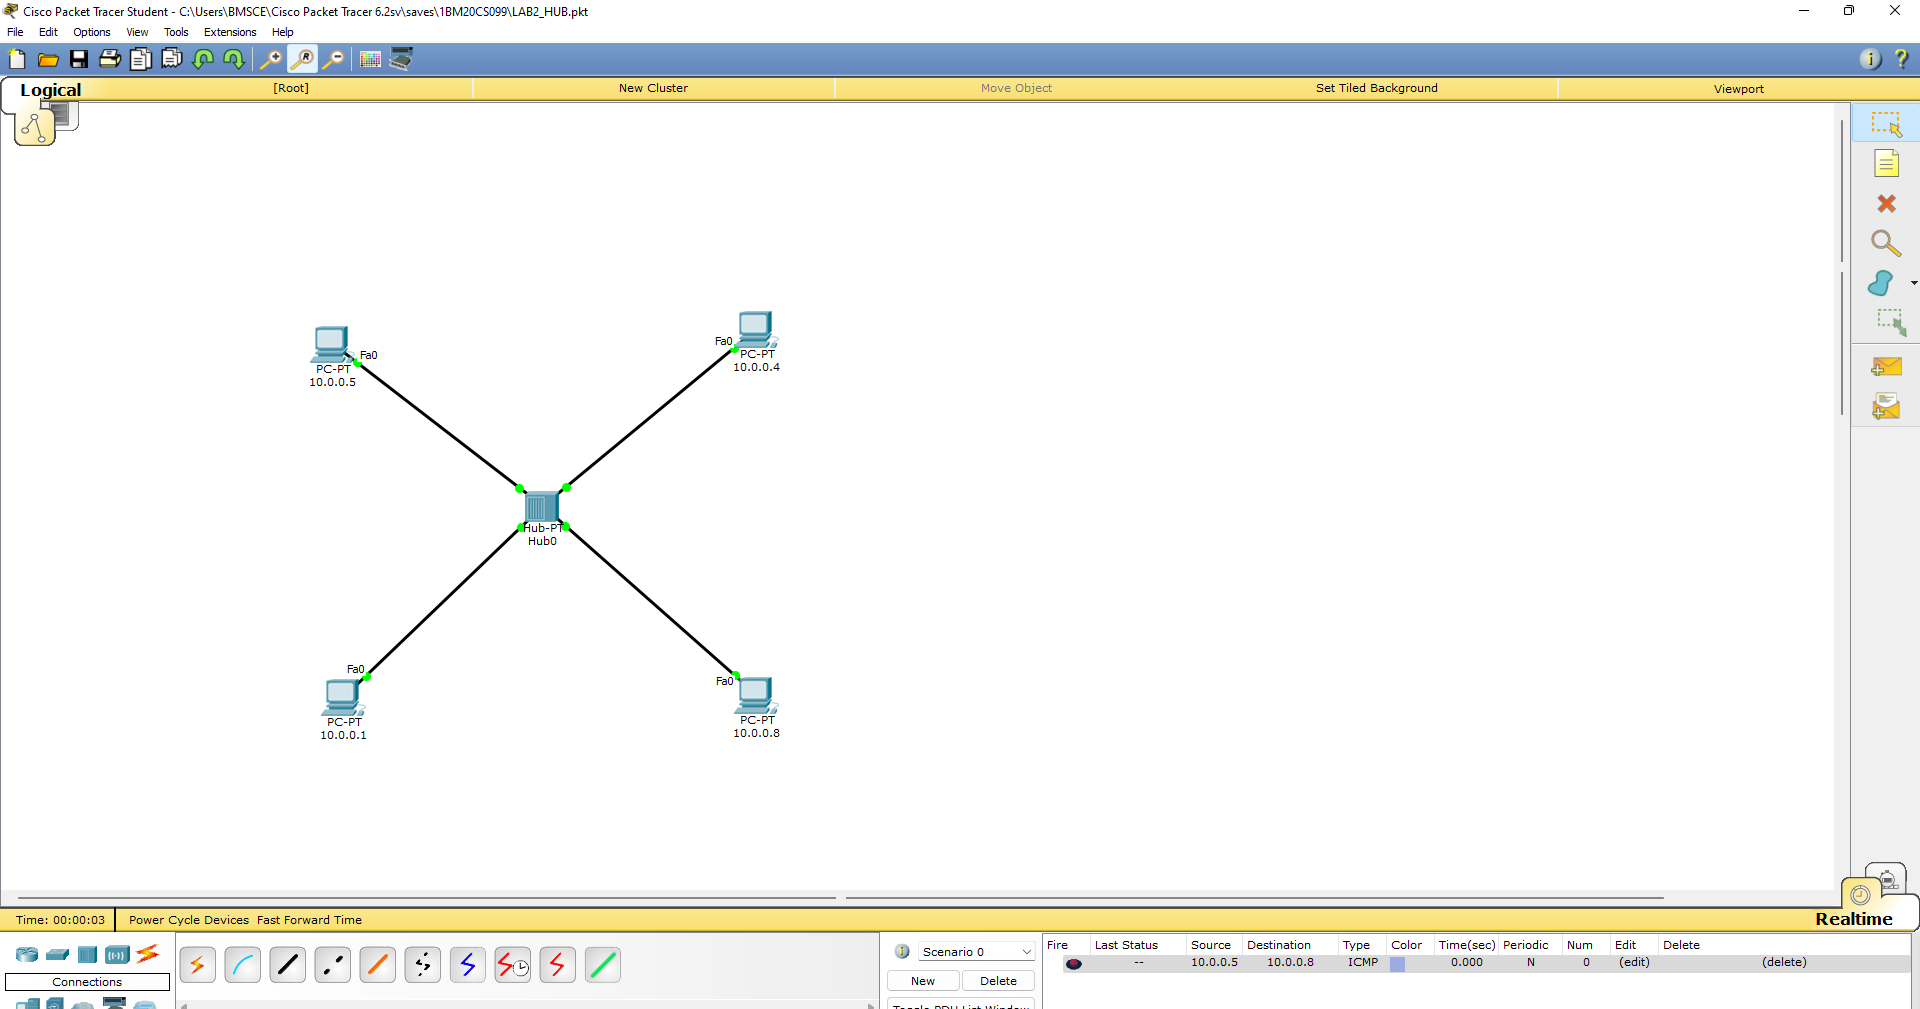 Cisco Packet Tracer Student - C:\Users\BMSCE\Cisco Packet Tracer 6.2sv\saves\1BM20CS099\LAB2_HUB.pkt
File Edit Options View Tools Extensions Help
Logical [Root] New Cluster Move Object Set Tiled Background Viewport
Fa0
PC-PT
10.0.0.5
Fa0
PC-PT
10.0.0.4
Hub-PT
Hub0
Fa0
PC-PT
10.0.0.1
Fa0
PC-PT
10.0.0.8
Time: 00:00:03 Power Cycle Devices Fast Forward Time Realtime
Connections
Scenario 0
New Delete
Toggle PDU List Window
Fire Last Status Source Destination Type Color Time(sec) Periodic Num Edit Delete
-- 10.0.0.5 10.0.0.8 ICMP 0.000 N 0 (edit) (delete)